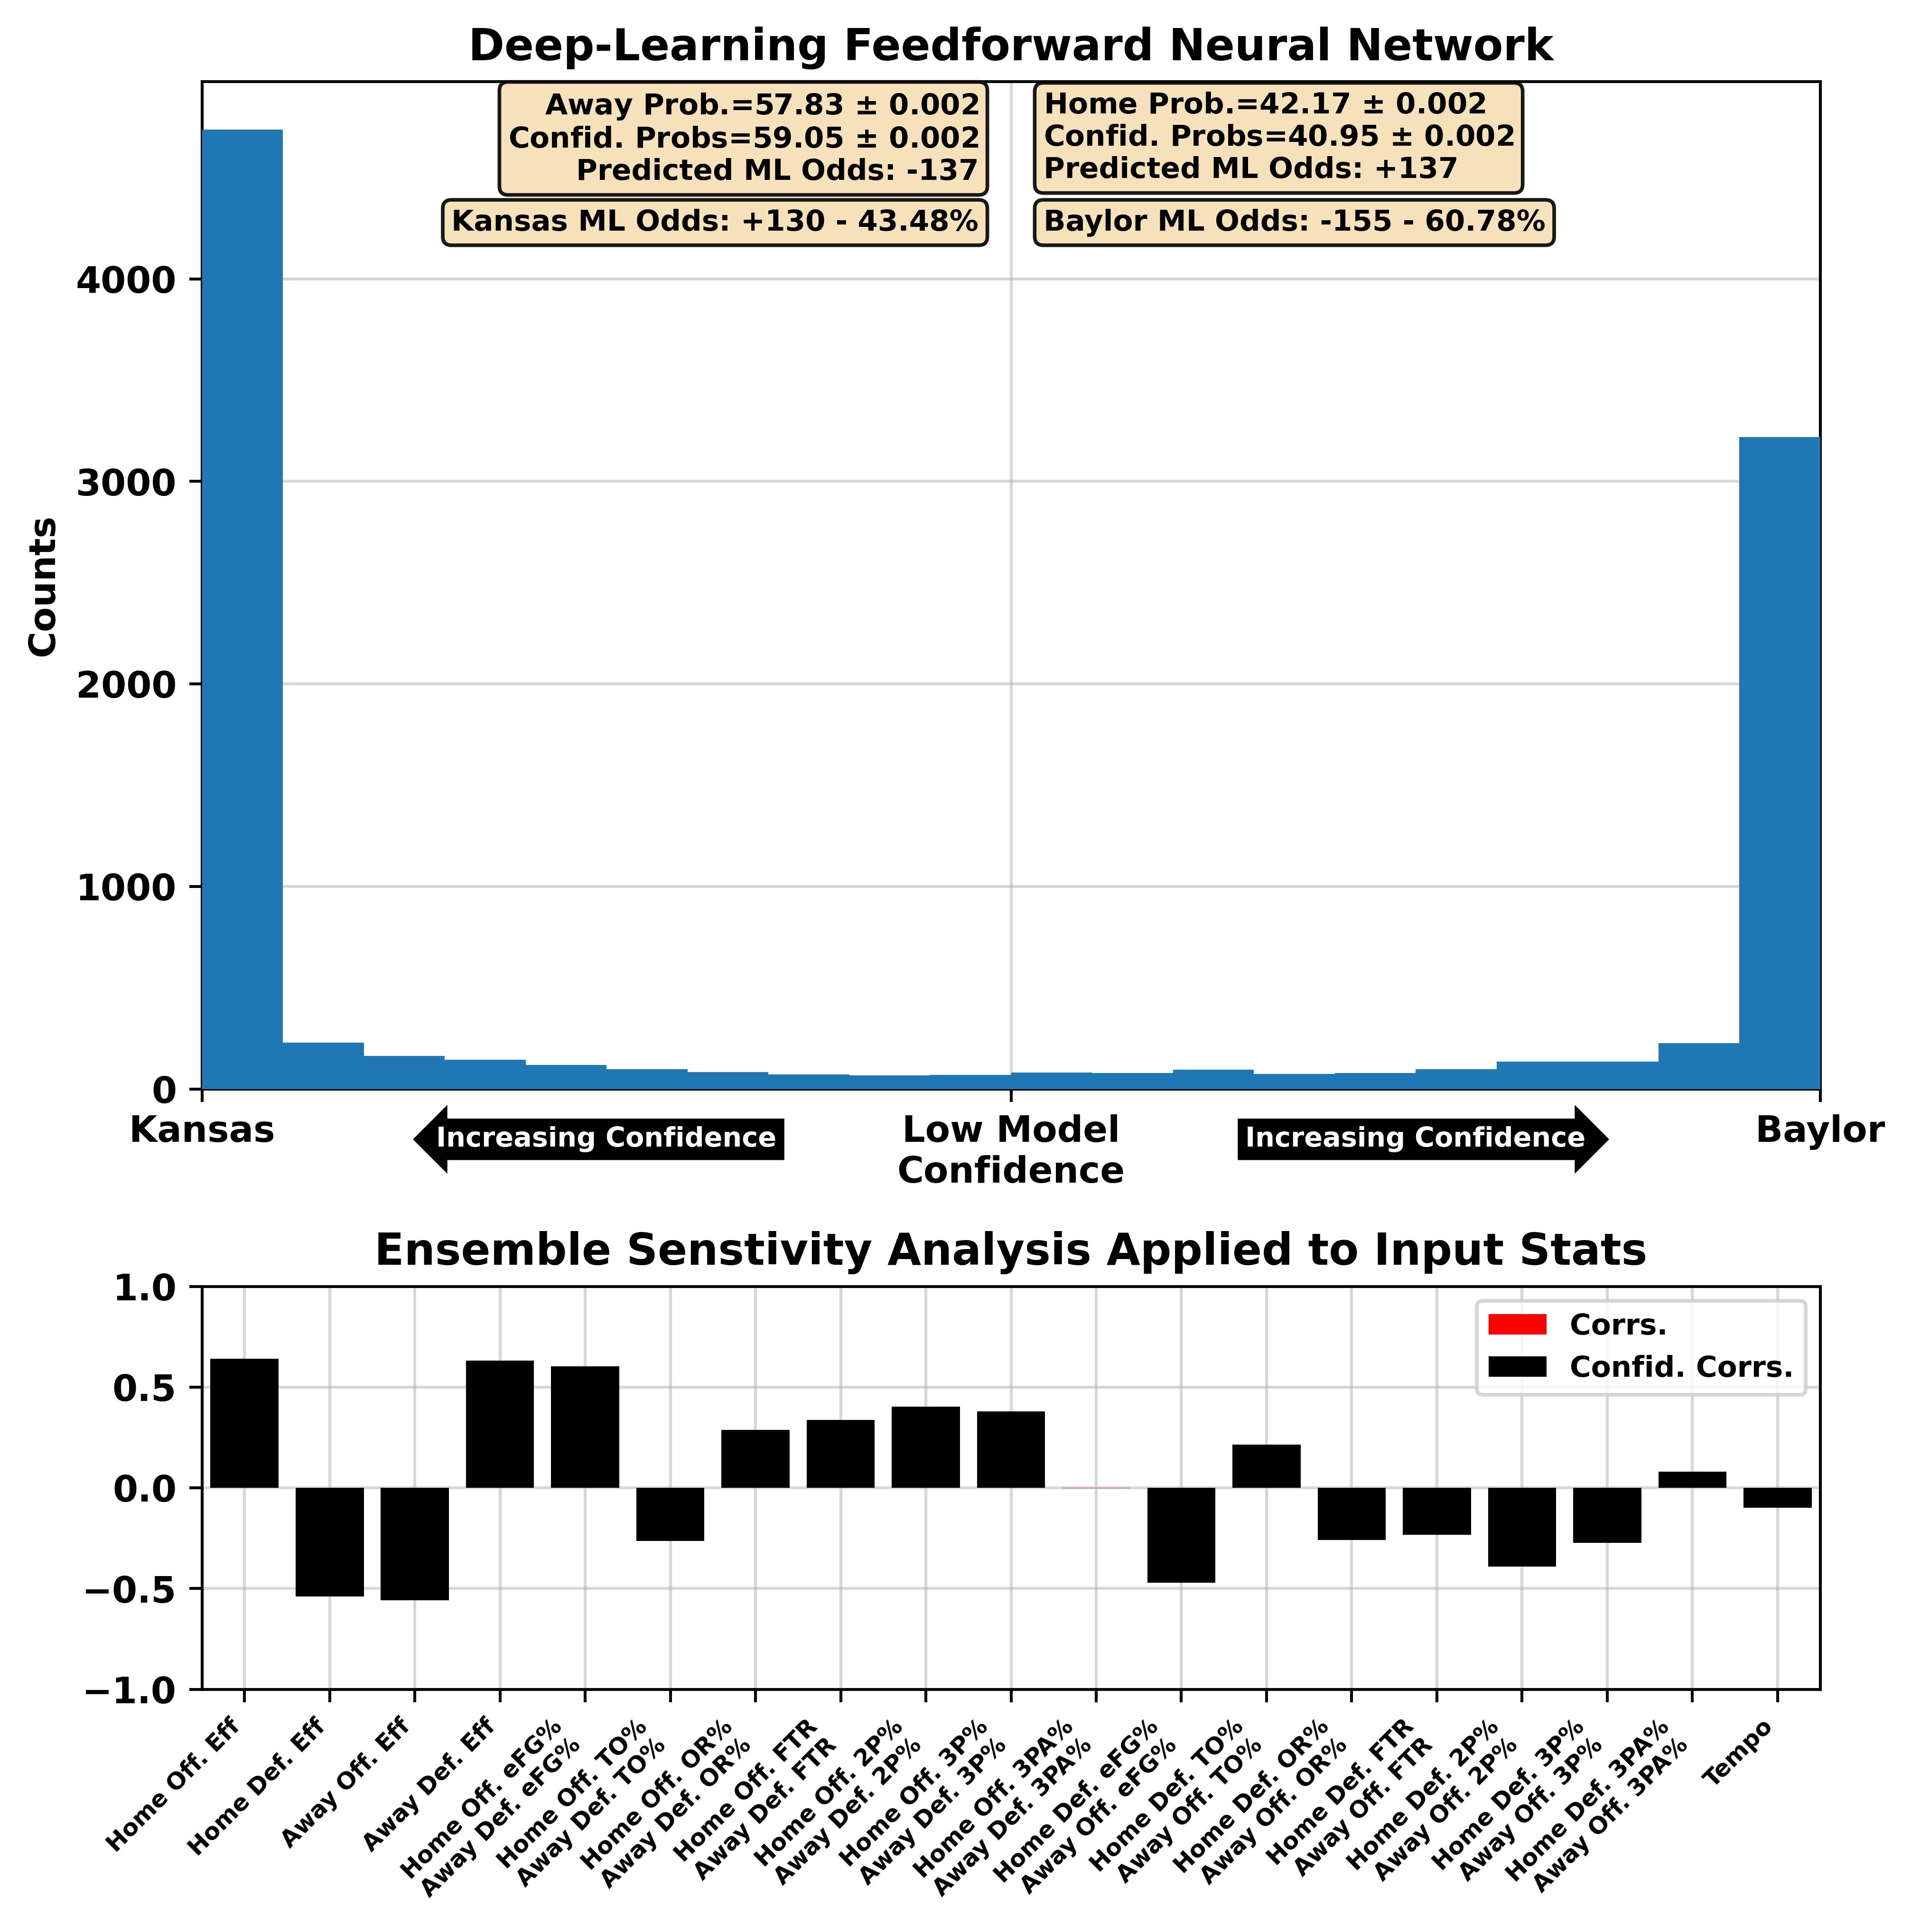 Deep-Learning Feedforward Neural Network
Away Prob.=57.83 ± 0.002
Confid. Probs=59.05 ± 0.002
Predicted ML Odds: -137
Kansas ML Odds: +130 - 43.48%
Home Prob.=42.17 ± 0.002
Confid. Probs=40.95 ± 0.002
Predicted ML Odds: +137
Baylor ML Odds: -155 - 60.78%
Counts
4000
3000
2000
1000
0
Kansas
Increasing Confidence
Low Model
Confidence
Increasing Confidence
Baylor
Ensemble Senstivity Analysis Applied to Input Stats
1.0
0.5
0.0
−0.5
−1.0
Corrs.
Confid. Corrs.
Home Off. Eff
Home Def. Eff
Away Off. Eff
Away Def. Eff
Home Off. eFG%
Away Def. eFG%
Home Off. TO%
Away Def. TO%
Home Off. OR%
Away Def. OR%
Home Off. FTR
Away Def. FTR
Home Off. 2P%
Away Def. 2P%
Home Off. 3P%
Away Def. 3P%
Home Off. 3PA%
Away Def. 3PA%
Home Def. eFG%
Away Off. eFG%
Home Def. TO%
Away Off. TO%
Home Def. OR%
Away Off. OR%
Home Def. FTR
Away Off. FTR
Home Def. 2P%
Away Off. 2P%
Home Def. 3P%
Away Off. 3P%
Home Def. 3PA%
Away Off. 3PA%
Tempo